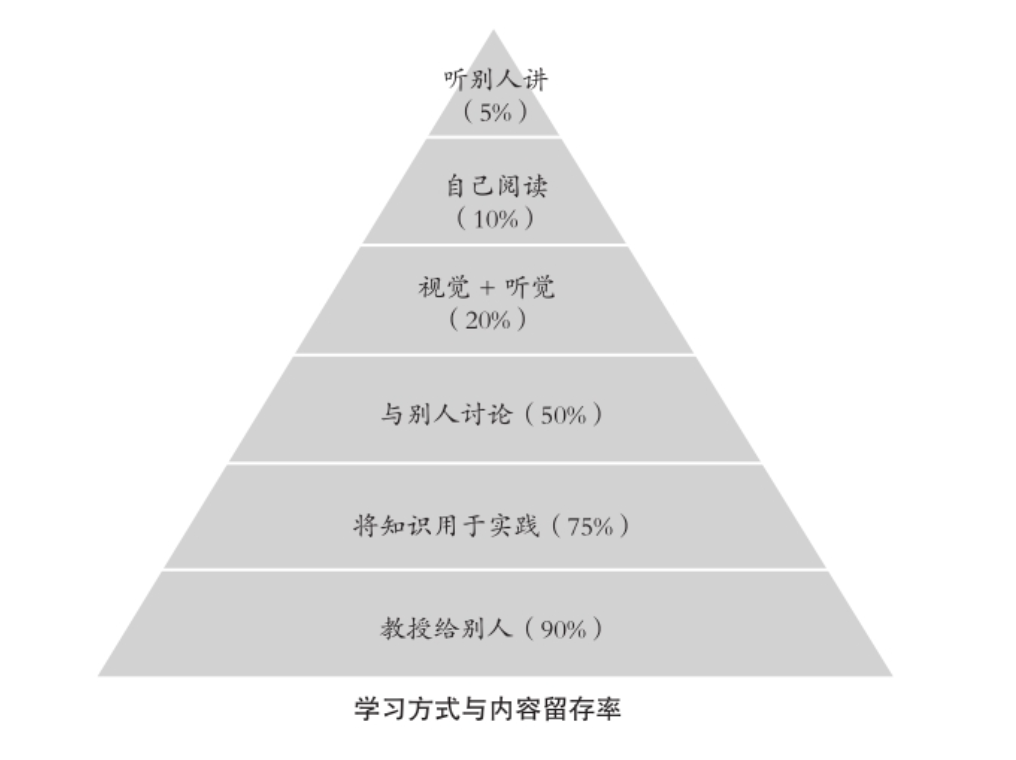 听别人讲
（5%）
自己阅读
（10%）
视觉 + 听觉
（20%）
与别人讨论（50%）
将知识用于实践（75%）
教授给别人（90%）
学习方式与内容留存率